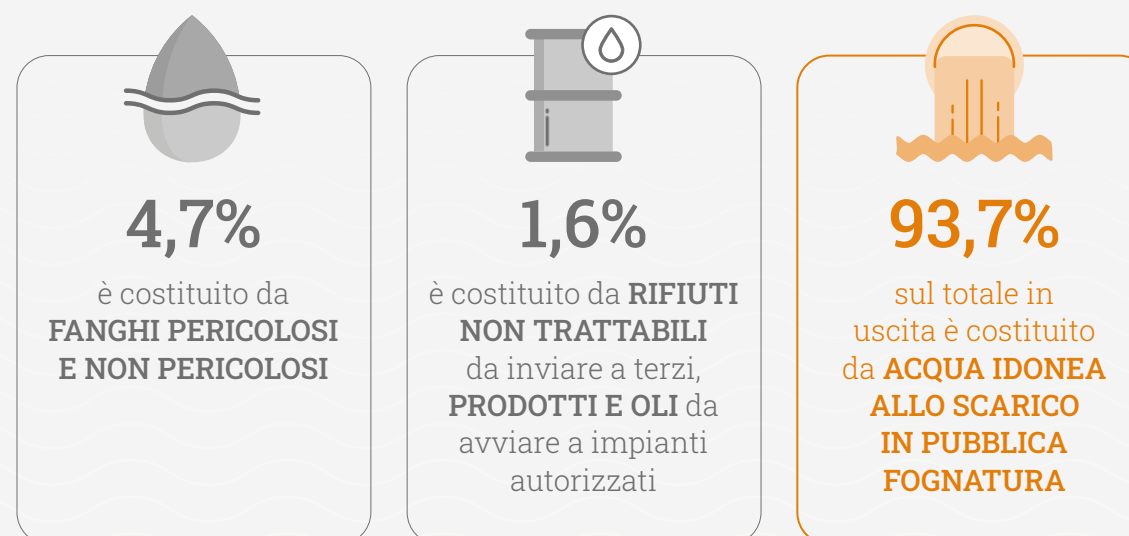 4,7%
è costituito da
FANGHI PERICOLOSI
E NON PERICOLOSI
1,6%
è costituito da RIFIUTI
NON TRATTABILI
da inviare a terzi,
PRODOTTI E OLI da
avviare a impianti
autorizzati
93,7%
sul totale in
uscita è costituito
da ACQUA IDONEA
ALLO SCARICO
IN PUBBLICA
FOGNATURA